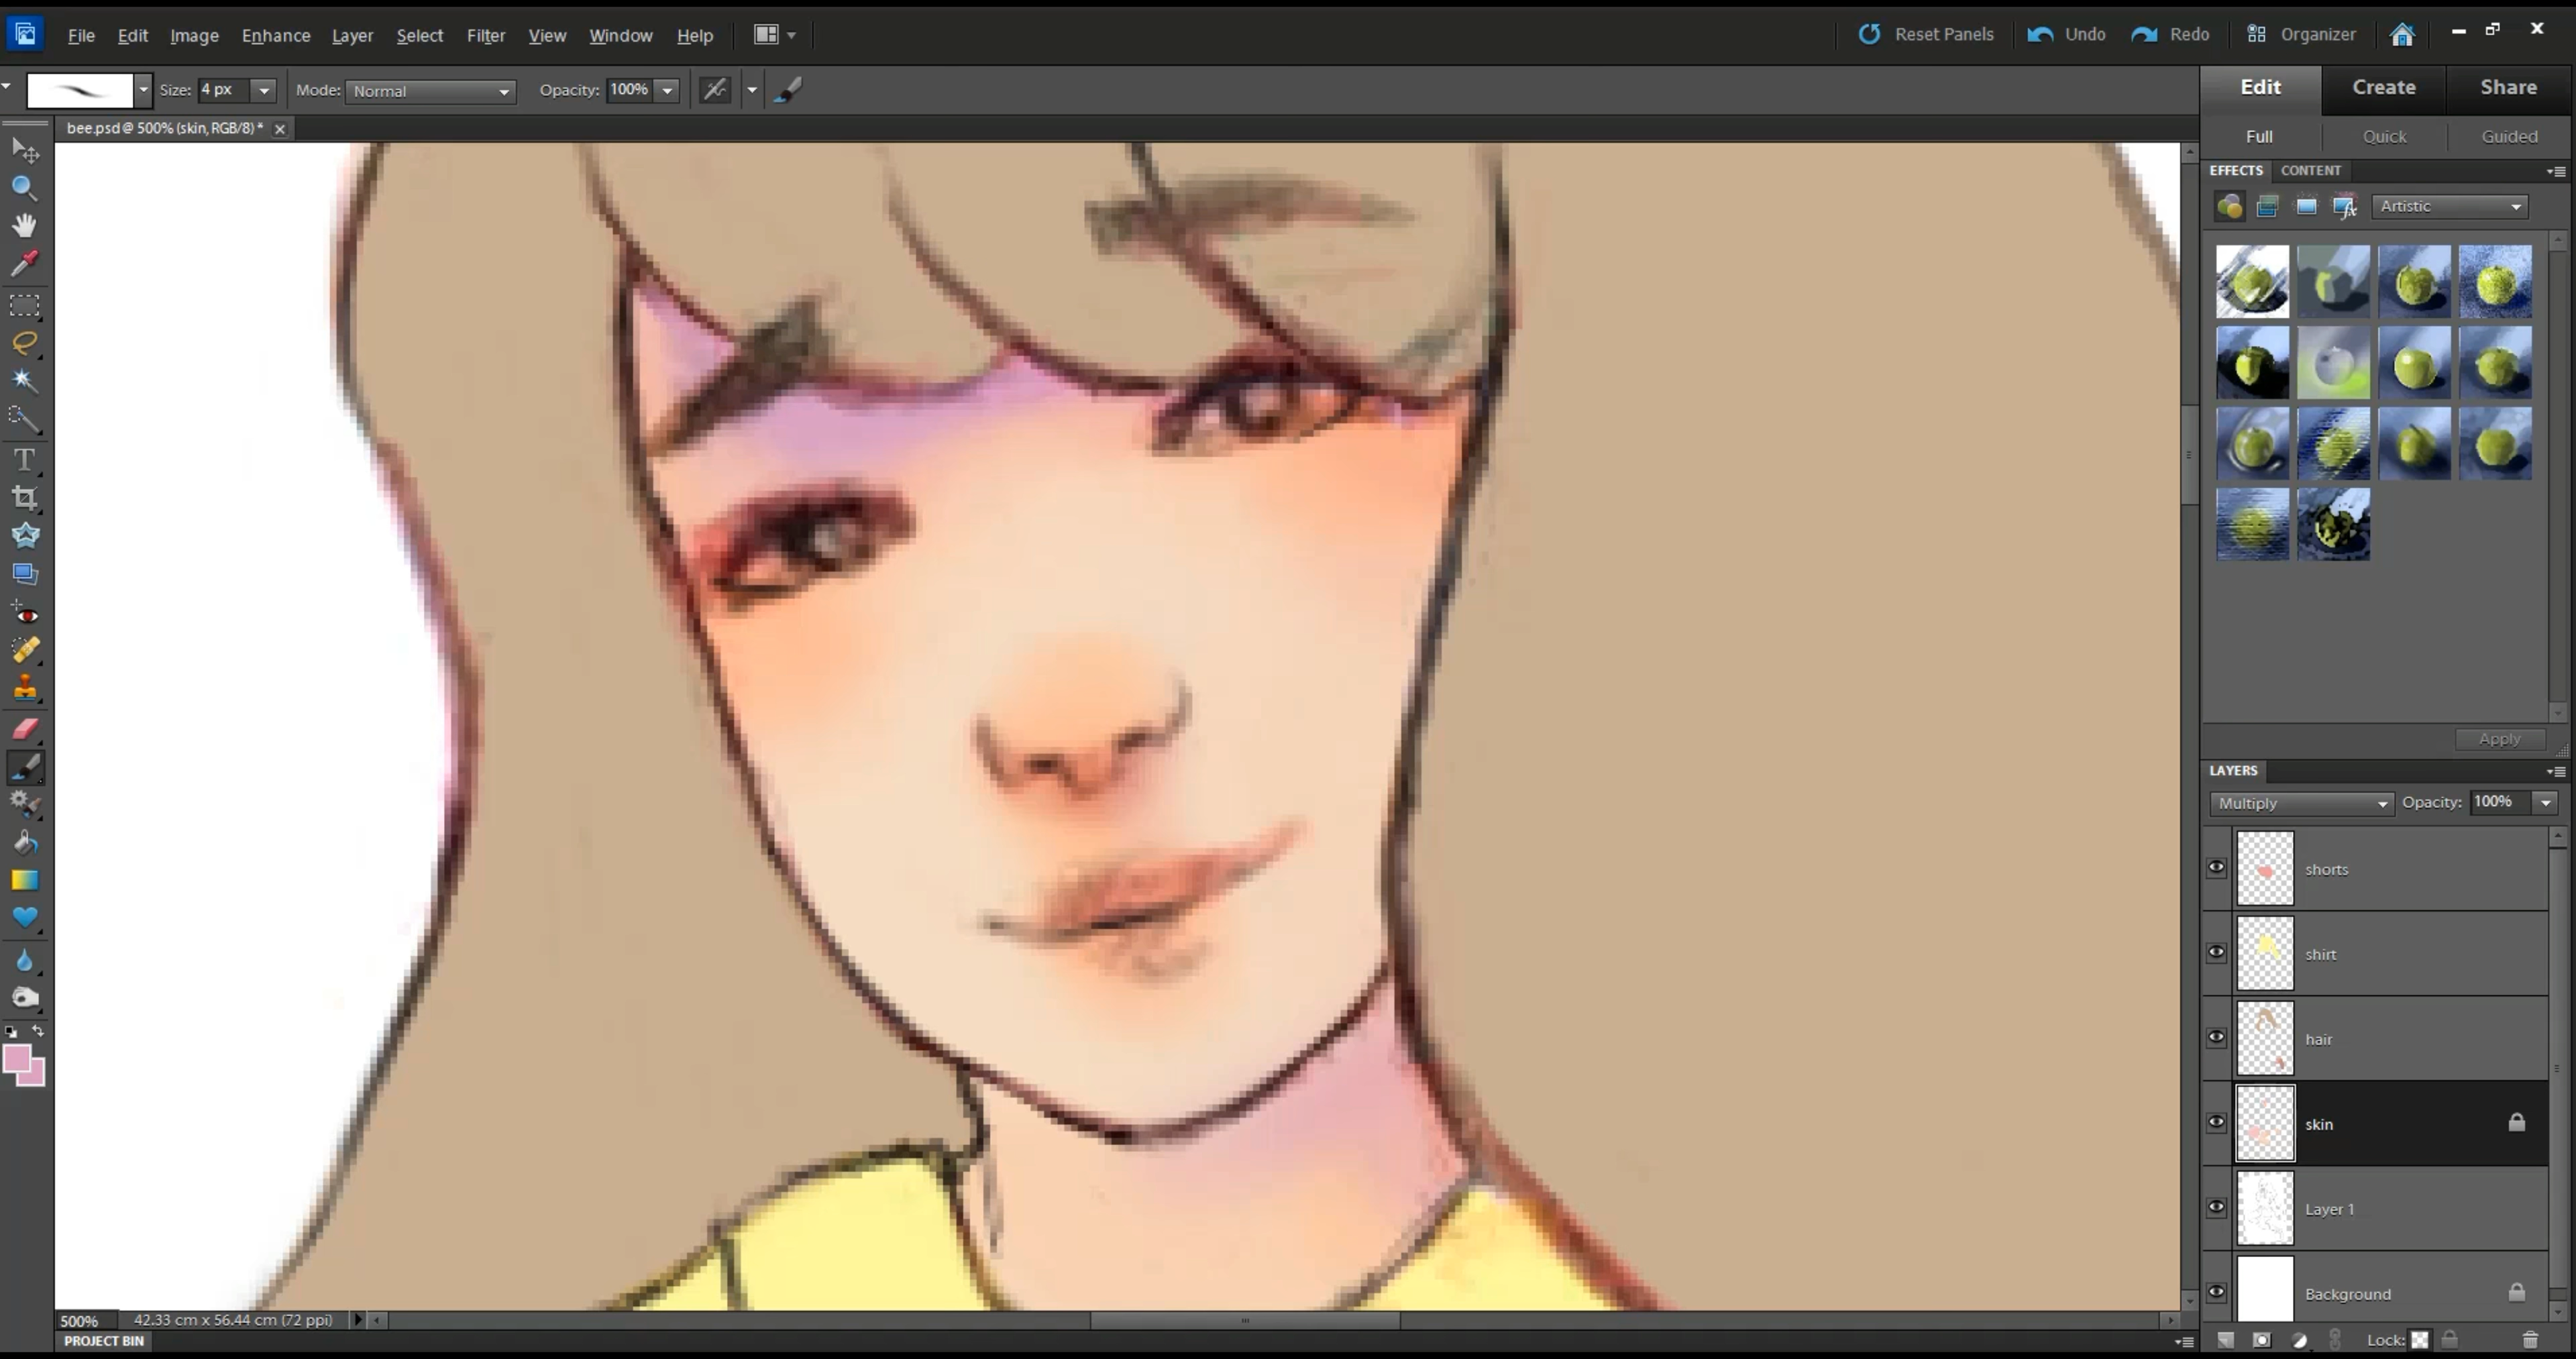 File Edit Image Enhance Layer Select Filter View Window Help Reset Panels Undo Redo Organizer
Size: 4 px Mode: Normal Opacity: 100%
Edit Create Share
bee.psd @ 500% (skin, RGB/8) *
Full Quick Guided
EFFECTS CONTENT
Artistic
Apply
LAYERS
Multiply Opacity: 100%
shorts
shirt
hair
skin
Layer 1
Background
500% 42.33 cm x 56.44 cm (72 ppi)
PROJECT BIN
Lock: